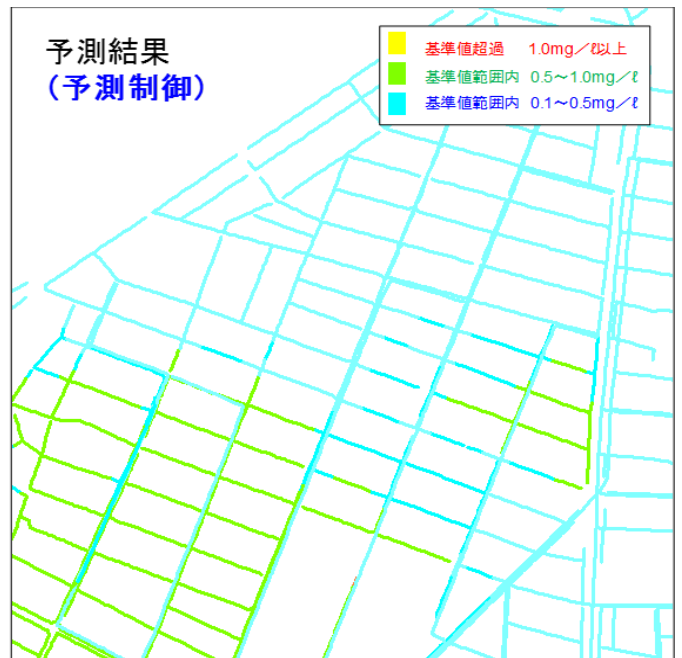 予測結果
(予測制御)
基準値超過 1.0mg/ℓ以上
基準値範囲内 0.5~1.0mg/ℓ
基準値範囲内 0.1~0.5mg/ℓ